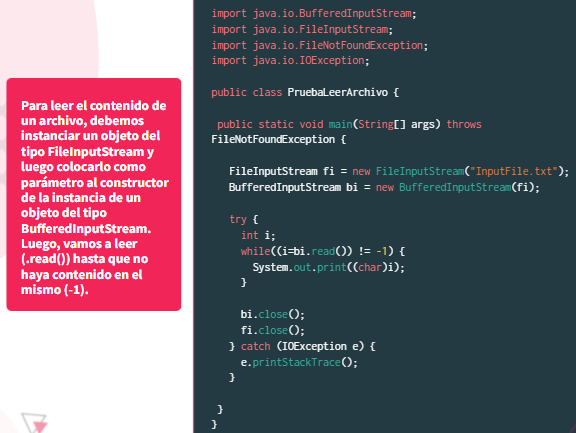 Para leer el contenido de
un archivo, debemos
instanciar un objeto del
tipo FileInputStream y
luego colocarlo como
parámetro al constructor
de la instancia de un
objeto del tipo
BufferedInputStream.
Luego, vamos a leer
(.read()) hasta que no
haya contenido en el
mismo (-1).
import java.io.BufferedInputStream;
import java.io.FileInputStream;
import java.io.FileNotFoundException;
import java.io.IOException;
public class PruebaLeerArchivo {
public static void main(String[] args) throws
FileNotFoundException {
FileInputStream fi = new FileInputStream("InputFile.txt");
BufferedInputStream bi = new BufferedInputStream(fi);
try {
int i;
while((i=bi.read()) != -1) {
System.out.print((char)i);
}
bi.close();
fi.close();
} catch (IOException e) {
e.printStackTrace();
}
}
}